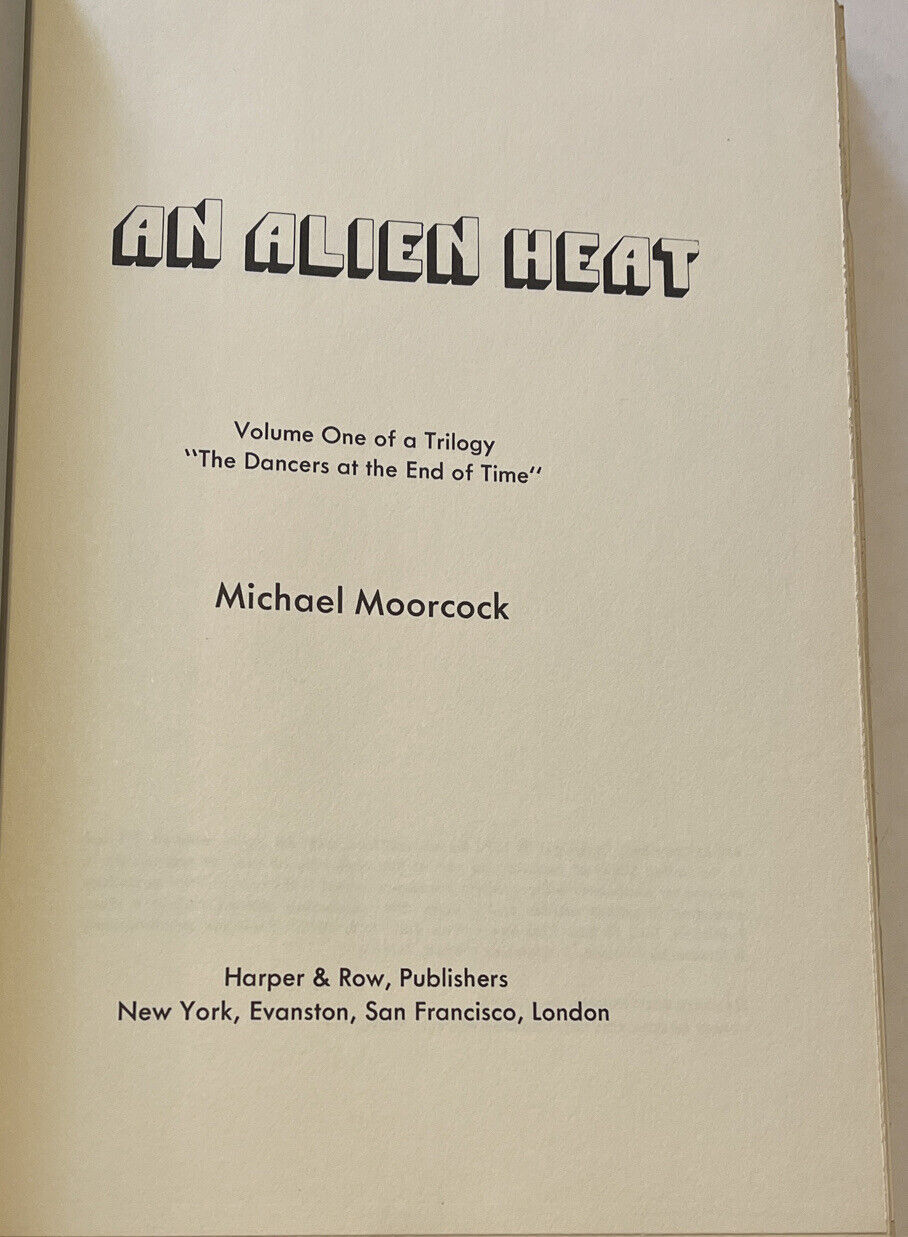 AN ALIEN HEAT
Volume One of a Trilogy
"The Dancers at the End of Time"
Michael Moorcock
Harper & Row, Publishers
New York, Evanston, San Francisco, London